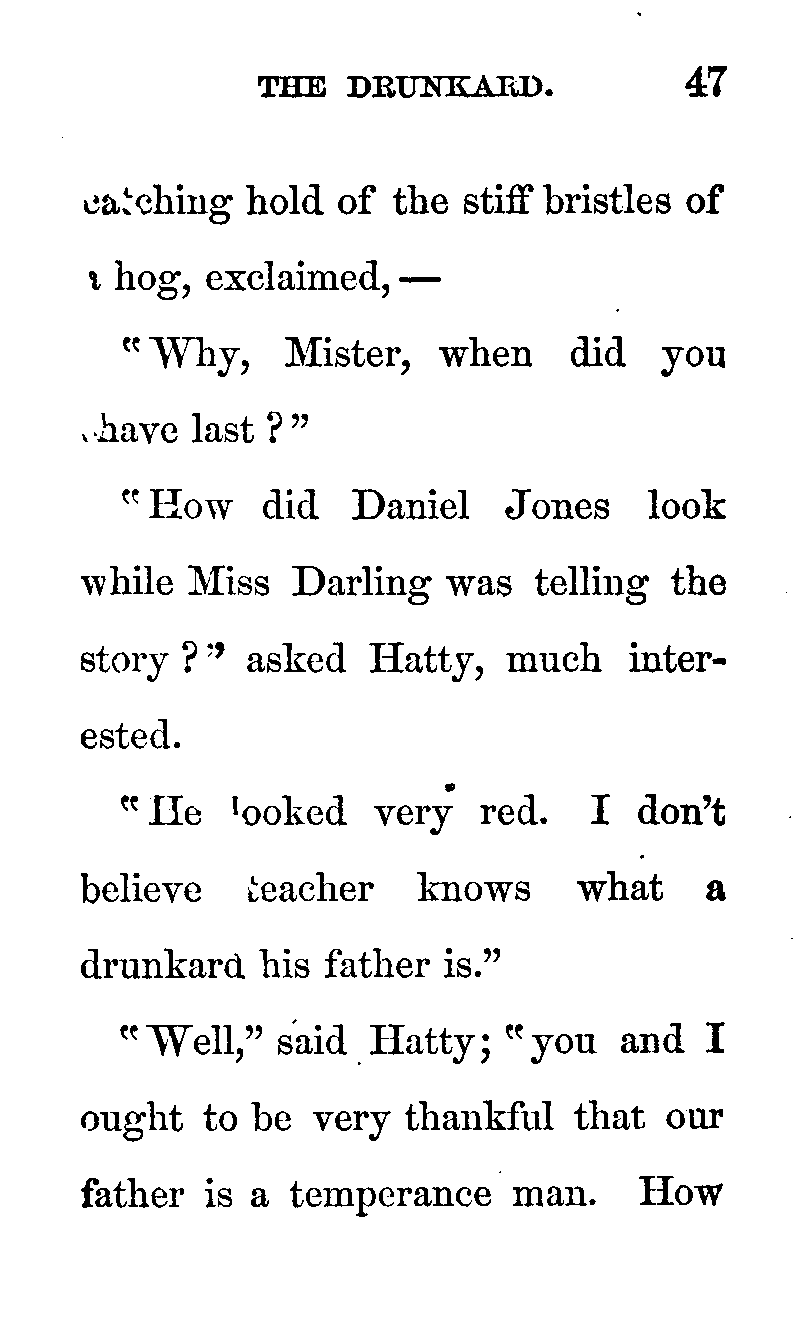 THE DRUNKARD. 47
catching hold of the stiff bristles of
a hog, exclaimed,—
"Why, Mister, when did you
shave last?"
"How did Daniel Jones look
while Miss Darling was telling the
story?" asked Hatty, much inter-
ested.
"He looked very red. I don't
believe teacher knows what a
drunkard his father is."
"Well," said Hatty; "you and I
ought to be very thankful that our
father is a temperance man. How